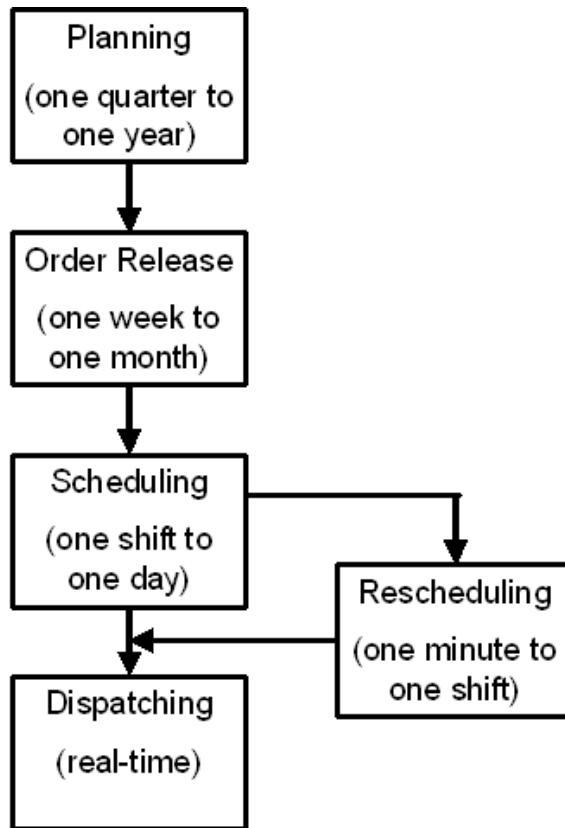 Planning
(one quarter to
one year)
Order Release
(one week to
one month)
Scheduling
(one shift to
one day)
Rescheduling
(one minute to
one shift)
Dispatching
(real-time)